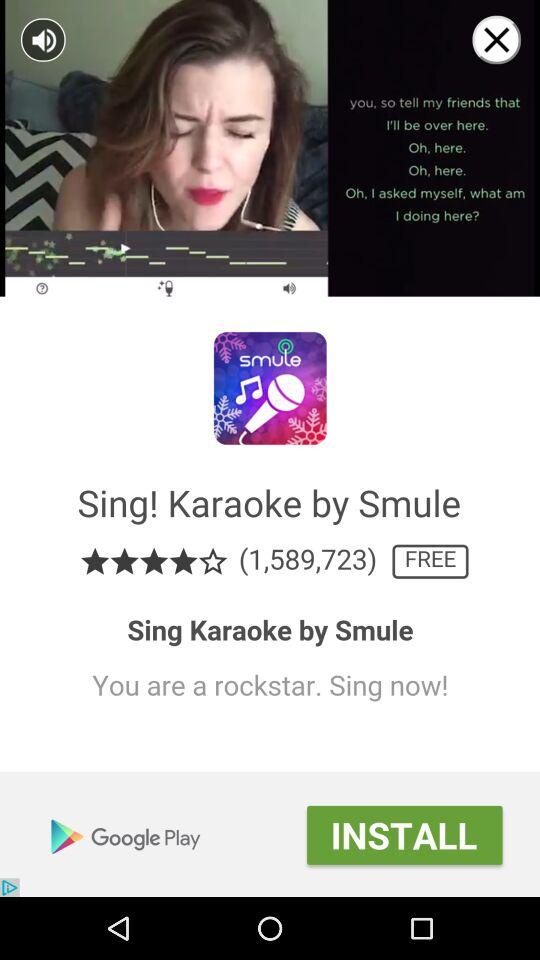 you, so tell my friends that
I'll be over here.
Oh, here.
Oh, here.
Oh, I asked myself, what am
I doing here?
smule
Sing! Karaoke by Smule
(1,589,723) FREE
Sing Karaoke by Smule
You are a rockstar. Sing now!
Google Play
INSTALL